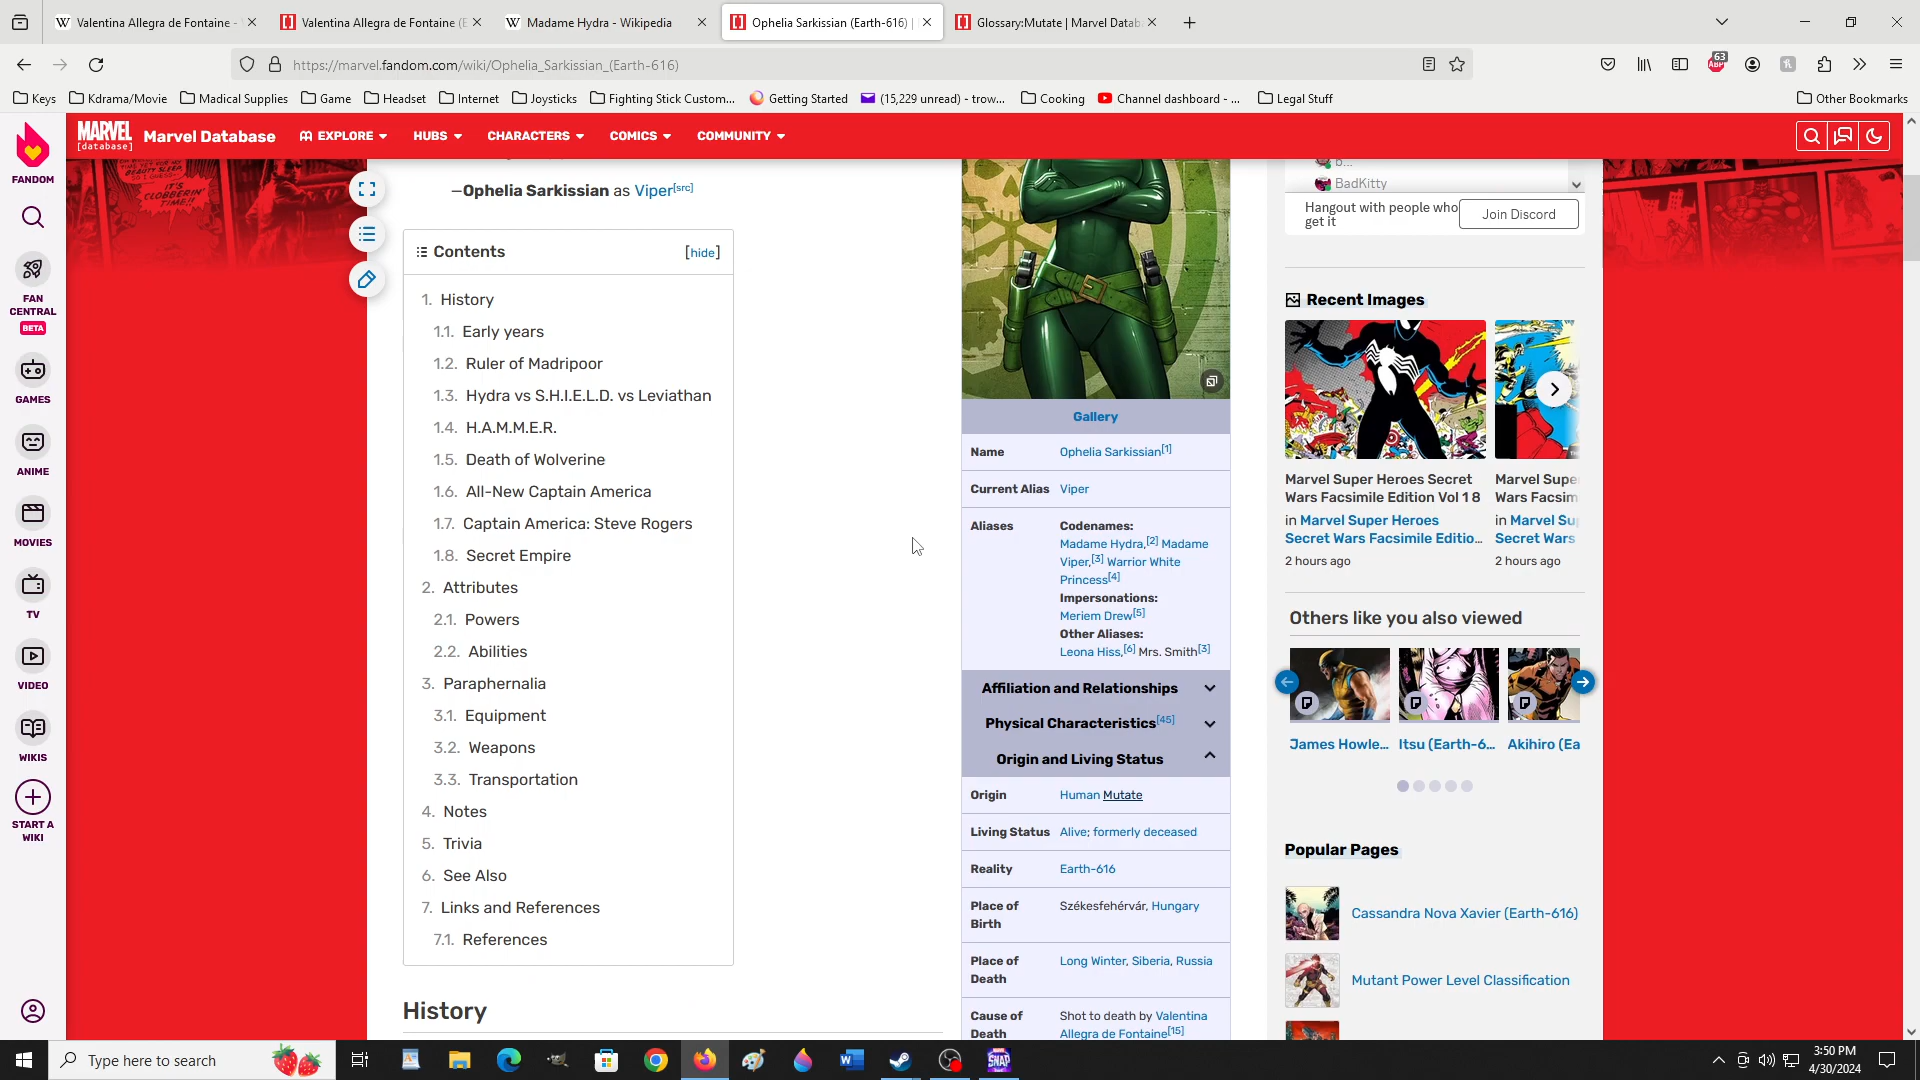 Valentina Allegra de Fontaine -
Valentina Allegra de Fontaine (E
Madame Hydra - Wikipedia
Ophelia Sarkissian (Earth-616) |
Glossary:Mutate | Marvel Datab
https://marvel.fandom.com/wiki/Ophelia_Sarkissian_(Earth-616)
63
ABP
Keys
Kdrama/Movie
Madical Supplies
Game
Headset
Internet
Joysticks
Fighting Stick Custom...
Getting Started
(15,229 unread) - trow...
Cooking
Channel dashboard - ...
Legal Stuff
Other Bookmarks
MARVEL
[database]
Marvel Database
EXPLORE
HUBS
CHARACTERS
COMICS
COMMUNITY
FANDOM
FAN
CENTRAL
BETA
GAMES
ANIME
MOVIES
TV
VIDEO
WIKIS
START A
WIKI
IT'S
CLOBBERIN'
TIME!!
—Ophelia Sarkissian as Viper[src]
Contents
[hide]
1. History
1.1. Early years
1.2. Ruler of Madripoor
1.3. Hydra vs S.H.I.E.L.D. vs Leviathan
1.4. H.A.M.M.E.R.
1.5. Death of Wolverine
1.6. All-New Captain America
1.7. Captain America: Steve Rogers
1.8. Secret Empire
2. Attributes
2.1. Powers
2.2. Abilities
3. Paraphernalia
3.1. Equipment
3.2. Weapons
3.3. Transportation
4. Notes
5. Trivia
6. See Also
7. Links and References
7.1. References
History
Gallery
Name Ophelia Sarkissian[1]
Current Alias Viper
Aliases Codenames:
Madame Hydra,[2] Madame
Viper,[3] Warrior White
Princess[4]
Impersonations:
Meriem Drew[5]
Other Aliases:
Leona Hiss,[6] Mrs. Smith[3]
Affiliation and Relationships
Physical Characteristics[45]
Origin and Living Status
Origin Human Mutate
Living Status Alive; formerly deceased
Reality Earth-616
Place of Birth Székesfehérvár, Hungary
Place of Death Long Winter, Siberia, Russia
Cause of Death Shot to death by Valentina
Allegra de Fontaine[15]
b...
BadKitty
Hangout with people who
get it
Join Discord
Recent Images
Marvel Super Heroes Secret
Wars Facsimile Edition Vol 1 8
in Marvel Super Heroes
Secret Wars Facsimile Editio...
2 hours ago
Marvel Supe
Wars Facsim
in Marvel Su
Secret Wars
2 hours ago
Others like you also viewed
James Howle...
Itsu (Earth-6...
Akihiro (Ea
Popular Pages
Cassandra Nova Xavier (Earth-616)
Mutant Power Level Classification
Type here to search
SNAP
3:50 PM
4/30/2024